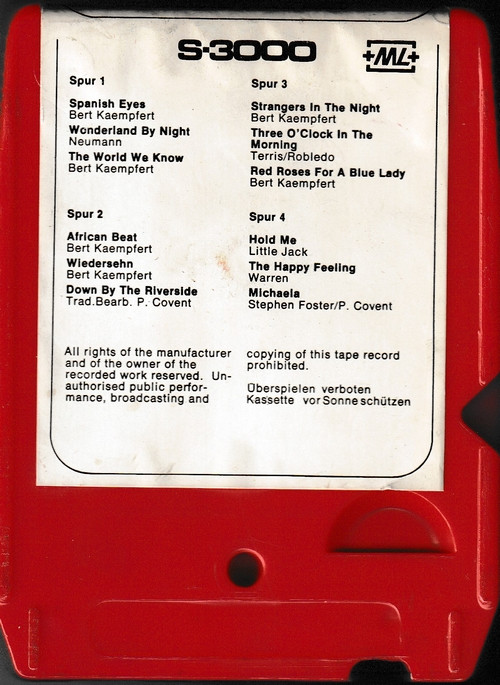 S-3000
+ML+
Spur 1
Spanish Eyes
Bert Kaempfert
Wonderland By Night
Neumann
The World We Know
Bert Kaempfert
Spur 2
African Beat
Bert Kaempfert
Wiedersehn
Bert Kaempfert
Down By The Riverside
Trad.Bearb. P. Covent
Spur 3
Strangers In The Night
Bert Kaempfert
Three O'Clock In The
Morning
Terris/Robledo
Red Roses For A Blue Lady
Bert Kaempfert
Spur 4
Hold Me
Little Jack
The Happy Feeling
Warren
Michaela
Stephen Foster/P. Covent
All rights of the manufacturer
and of the owner of the
recorded work reserved. Un-
authorised public perfor-
mance, broadcasting and
copying of this tape record
prohibited.
Überspielen verboten
Kassette vor Sonne schützen